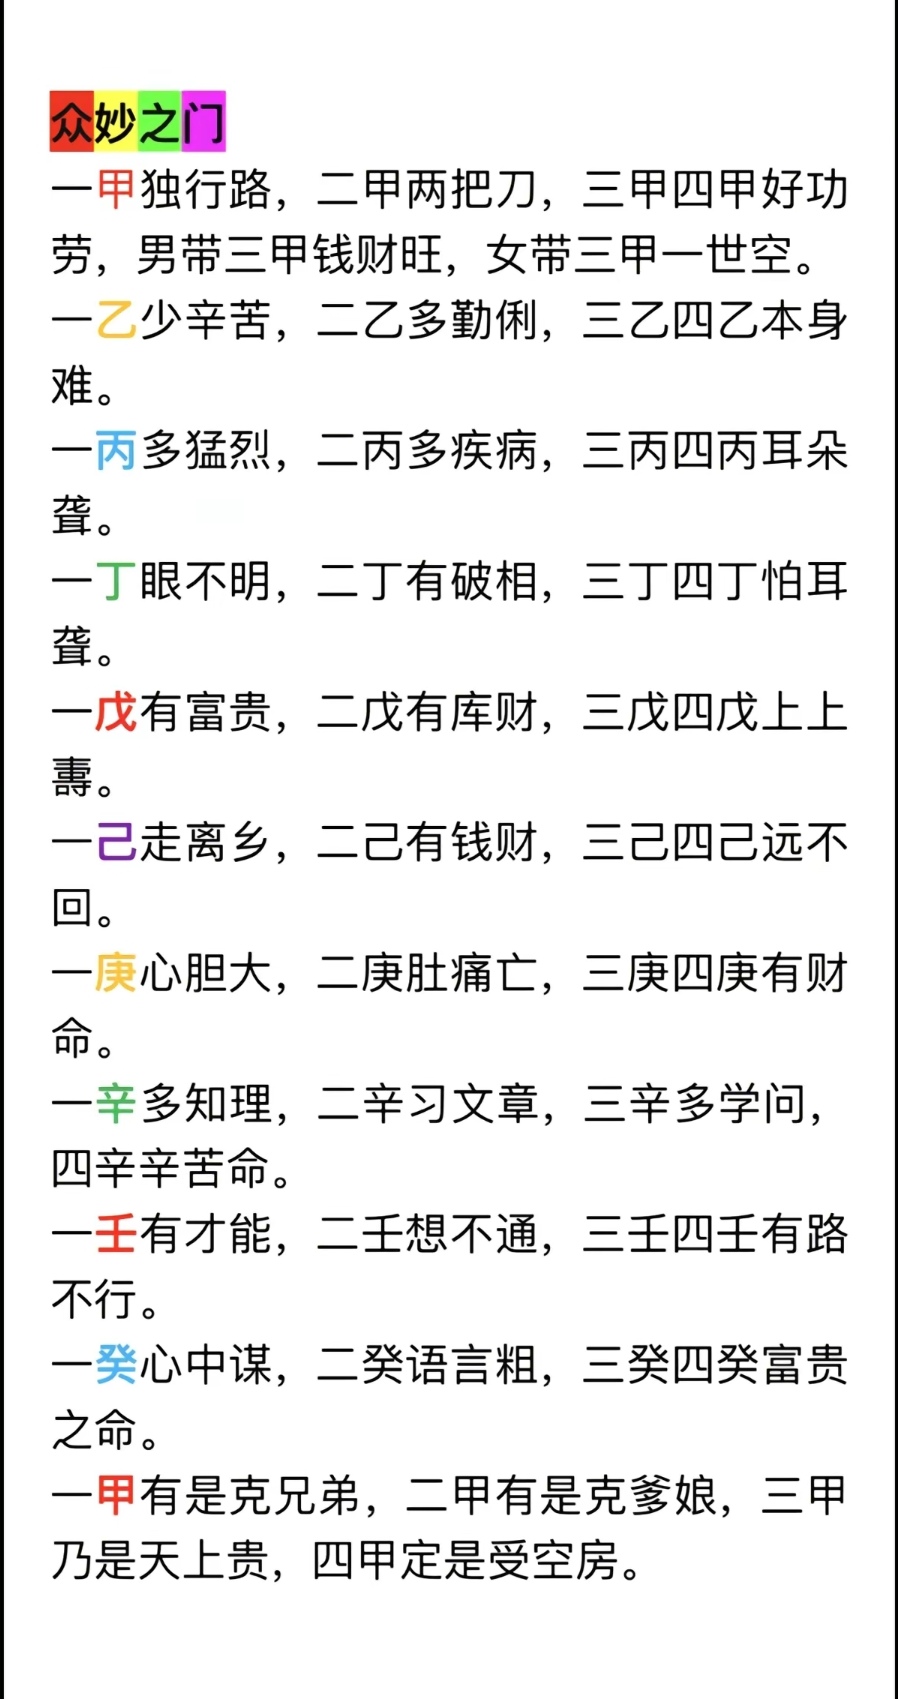 众妙之门
一甲独行路，二甲两把刀，三甲四甲好功
劳，男带三甲钱财旺，女带三甲一世空。
一乙少辛苦，二乙多勤俐，三乙四乙本身
难。
一丙多猛烈，二丙多疾病，三丙四丙耳朵
聋。
一丁眼不明，二丁有破相，三丁四丁怕耳
聋。
一戊有富贵，二戊有库财，三戊四戊上上
壽。
一己走离乡，二己有钱财，三己四己远不
回。
一庚心胆大，二庚肚痛亡，三庚四庚有财
命。
一辛多知理，二辛习文章，三辛多学问，
四辛辛苦命。
一壬有才能，二壬想不通，三壬四壬有路
不行。
一癸心中谋，二癸语言粗，三癸四癸富贵
之命。
一甲有是克兄弟，二甲有是克爹娘，三甲
乃是天上贵，四甲定是受空房。